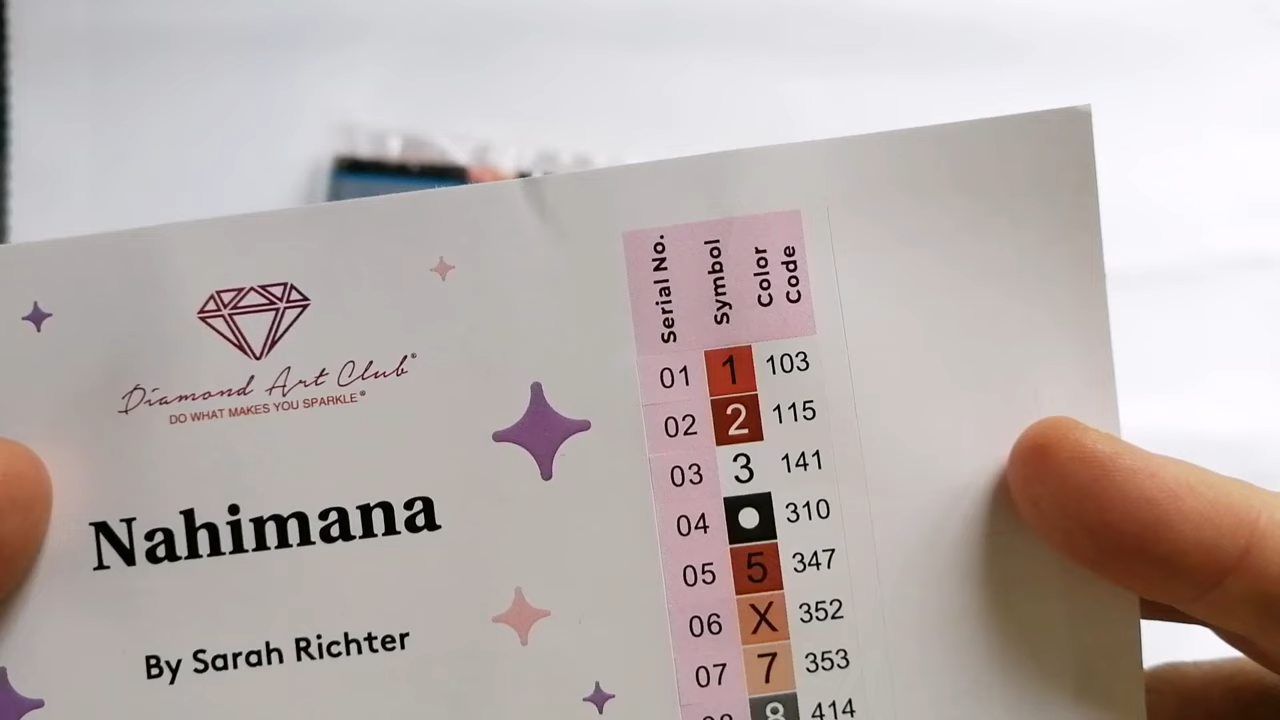 Diamond Art Club®
DO WHAT MAKES YOU SPARKLE®
Nahimana
By Sarah Richter
Serial No. Symbol Color Code
01 1 103
02 2 115
03 3 141
04 310
05 5 347
06 X 352
07 7 353
8 414